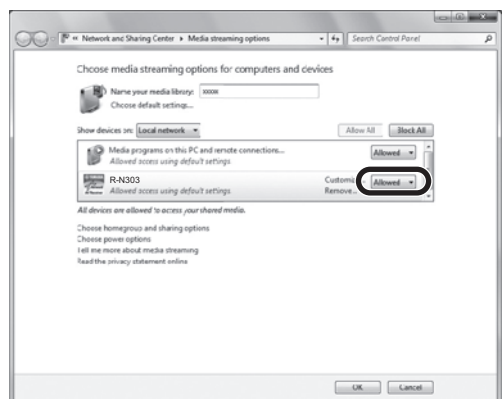 « Network and Sharing Center ▸ Media streaming options
Search Control Panel
Choose media streaming options for computers and devices
Name your media library: xxxxx
Choose default settings...
Show devices on: Local network
Allow All
Block All
Media programs on this PC and remote connections...
Allowed access using default settings
Allowed
R-N303
Allowed access using default settings
Remove...
Allowed
All devices are allowed to access your shared media.
Choose homegroup and sharing options
Choose power options
Tell me more about media streaming
Read the privacy statement online
OK
Cancel